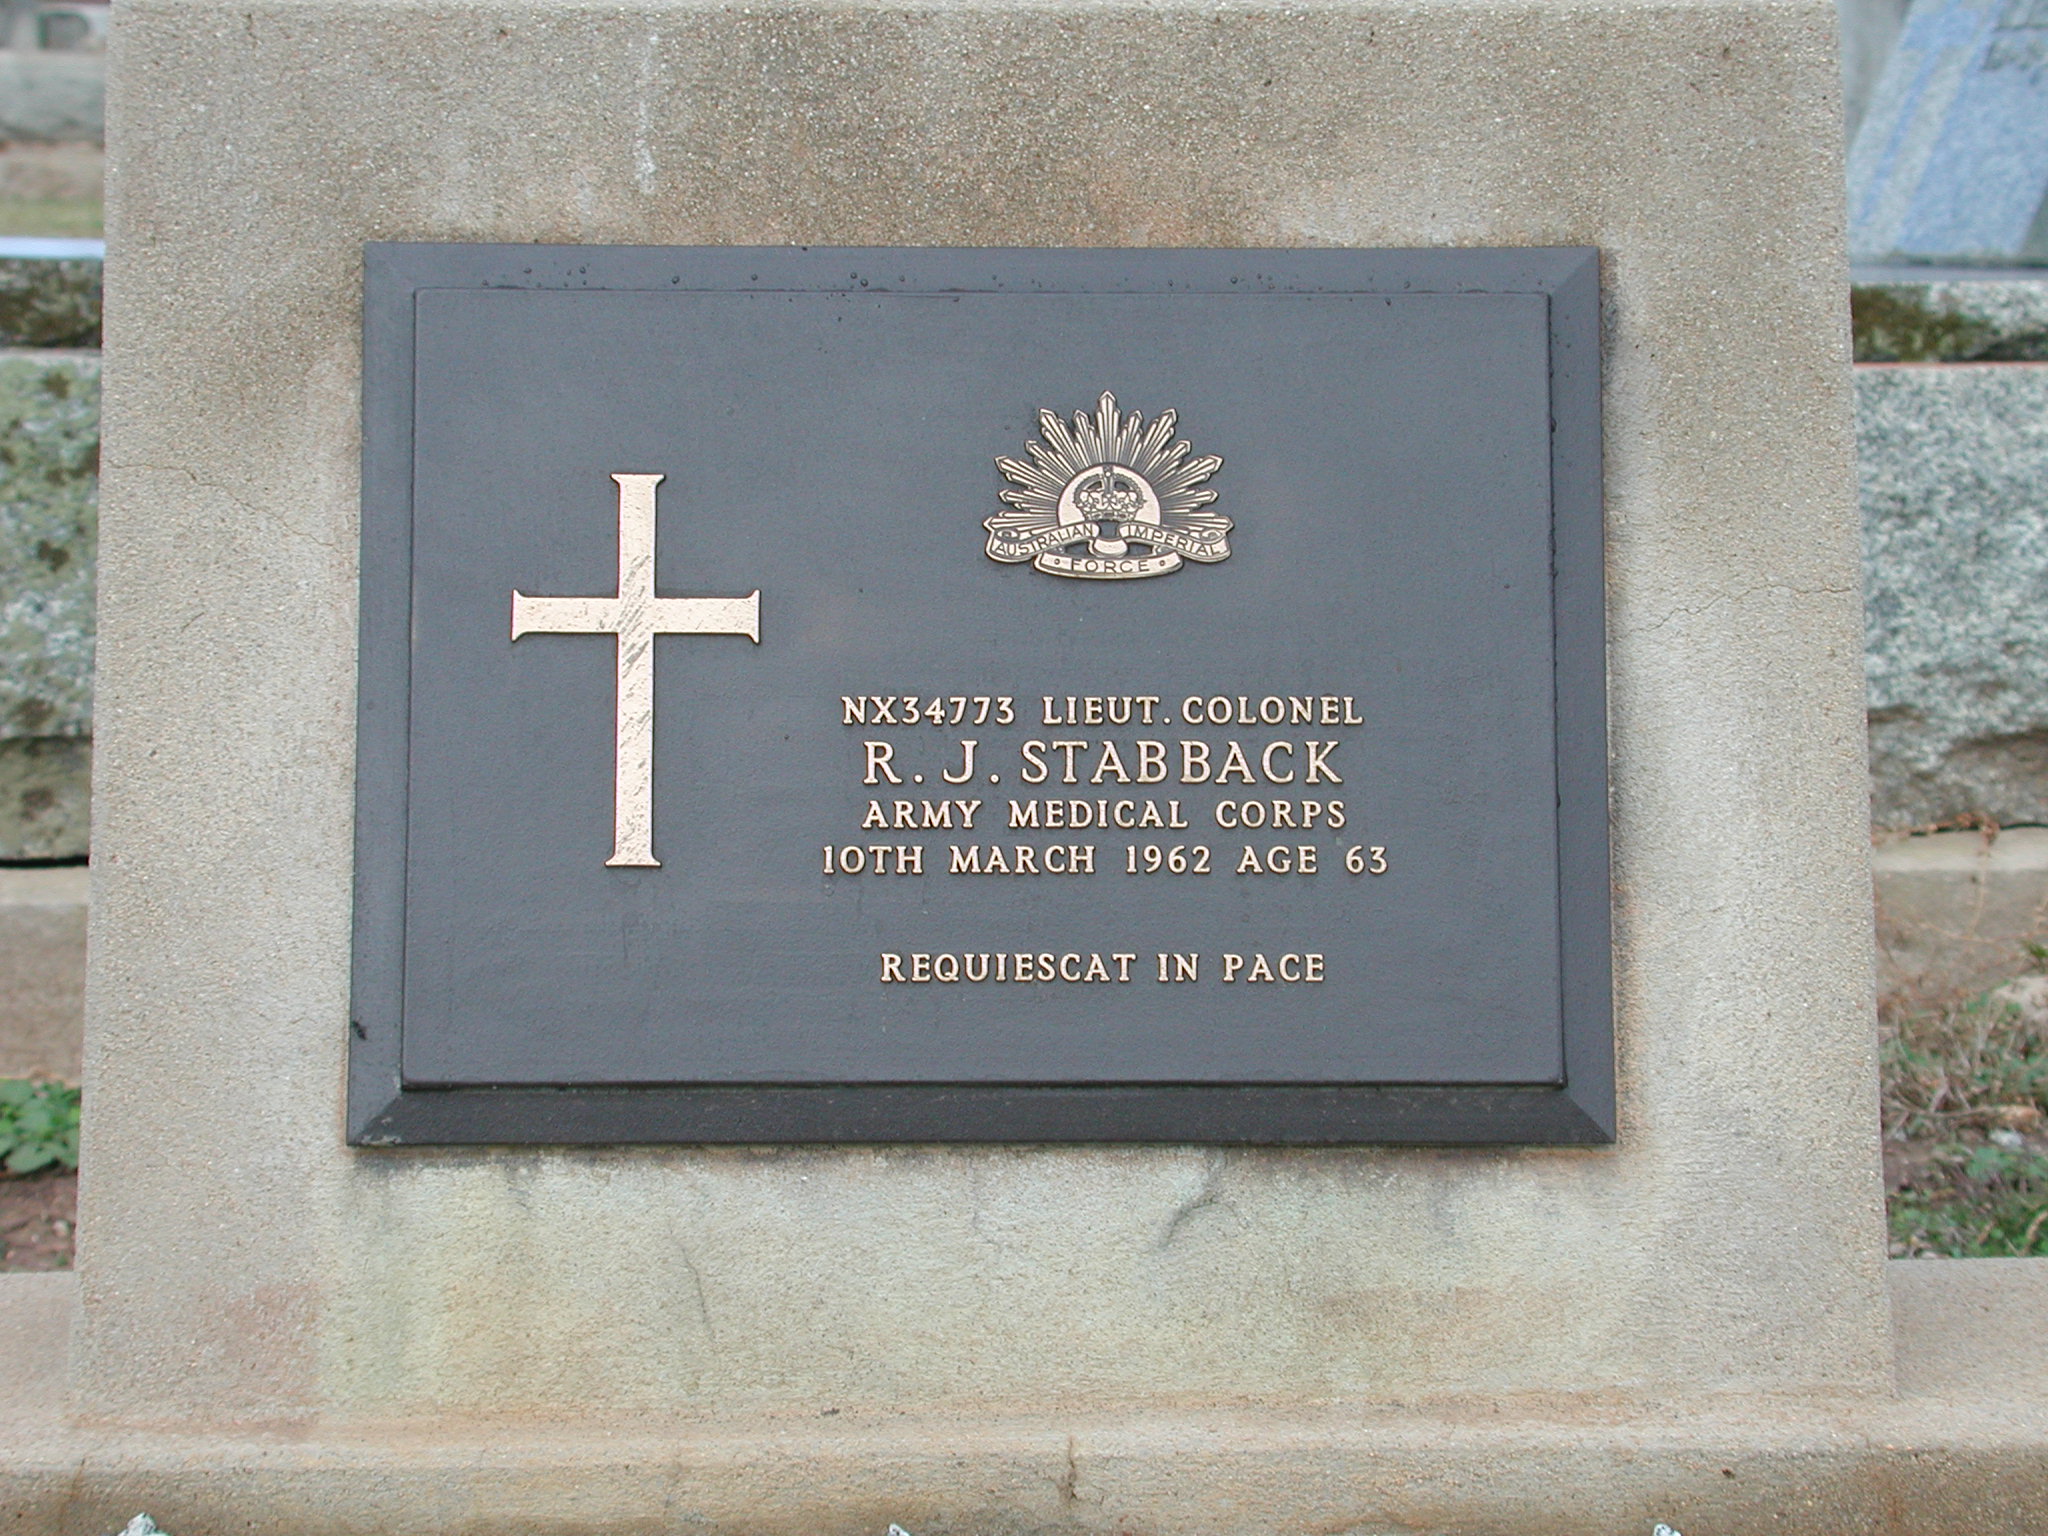 AUSTRALIAN IMPERIAL
FORCE
NX34773 LIEUT. COLONEL
R. J. STABBACK
ARMY MEDICAL CORPS
10TH MARCH 1962 AGE 63
REQUIESCAT IN PACE